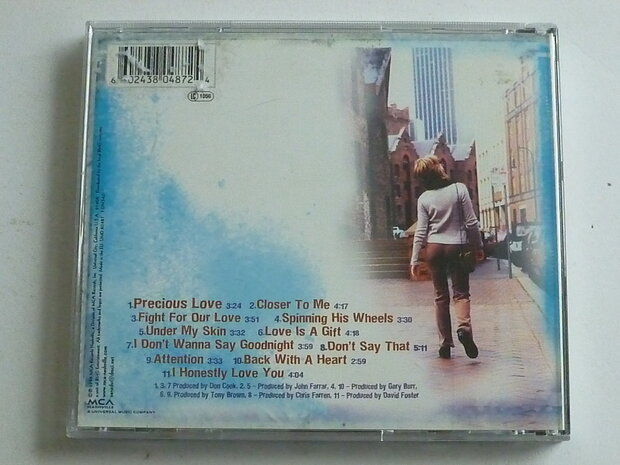 6 02438 04872 4
LC 1056
1. Precious Love 3:24 2. Closer To Me 4:17
3. Fight For Our Love 3:51 4. Spinning His Wheels 3:30
5. Under My Skin 3:32 6. Love Is A Gift 4:18
7. I Don't Wanna Say Goodnight 3:59 8. Don't Say That 5:11
9. Attention 3:33 10. Back With A Heart 2:59
11. I Honestly Love You 4:04
1, 3, 7 Produced by Don Cook, 2, 5 - Produced by John Farrar, 4, 10 - Produced by Gary Burr,
6, 9, Produced by Tony Brown, 8 - Produced by Chris Farren, 11 - Produced by David Foster
MCA
NASHVILLE
A UNIVERSAL MUSIC COMPANY